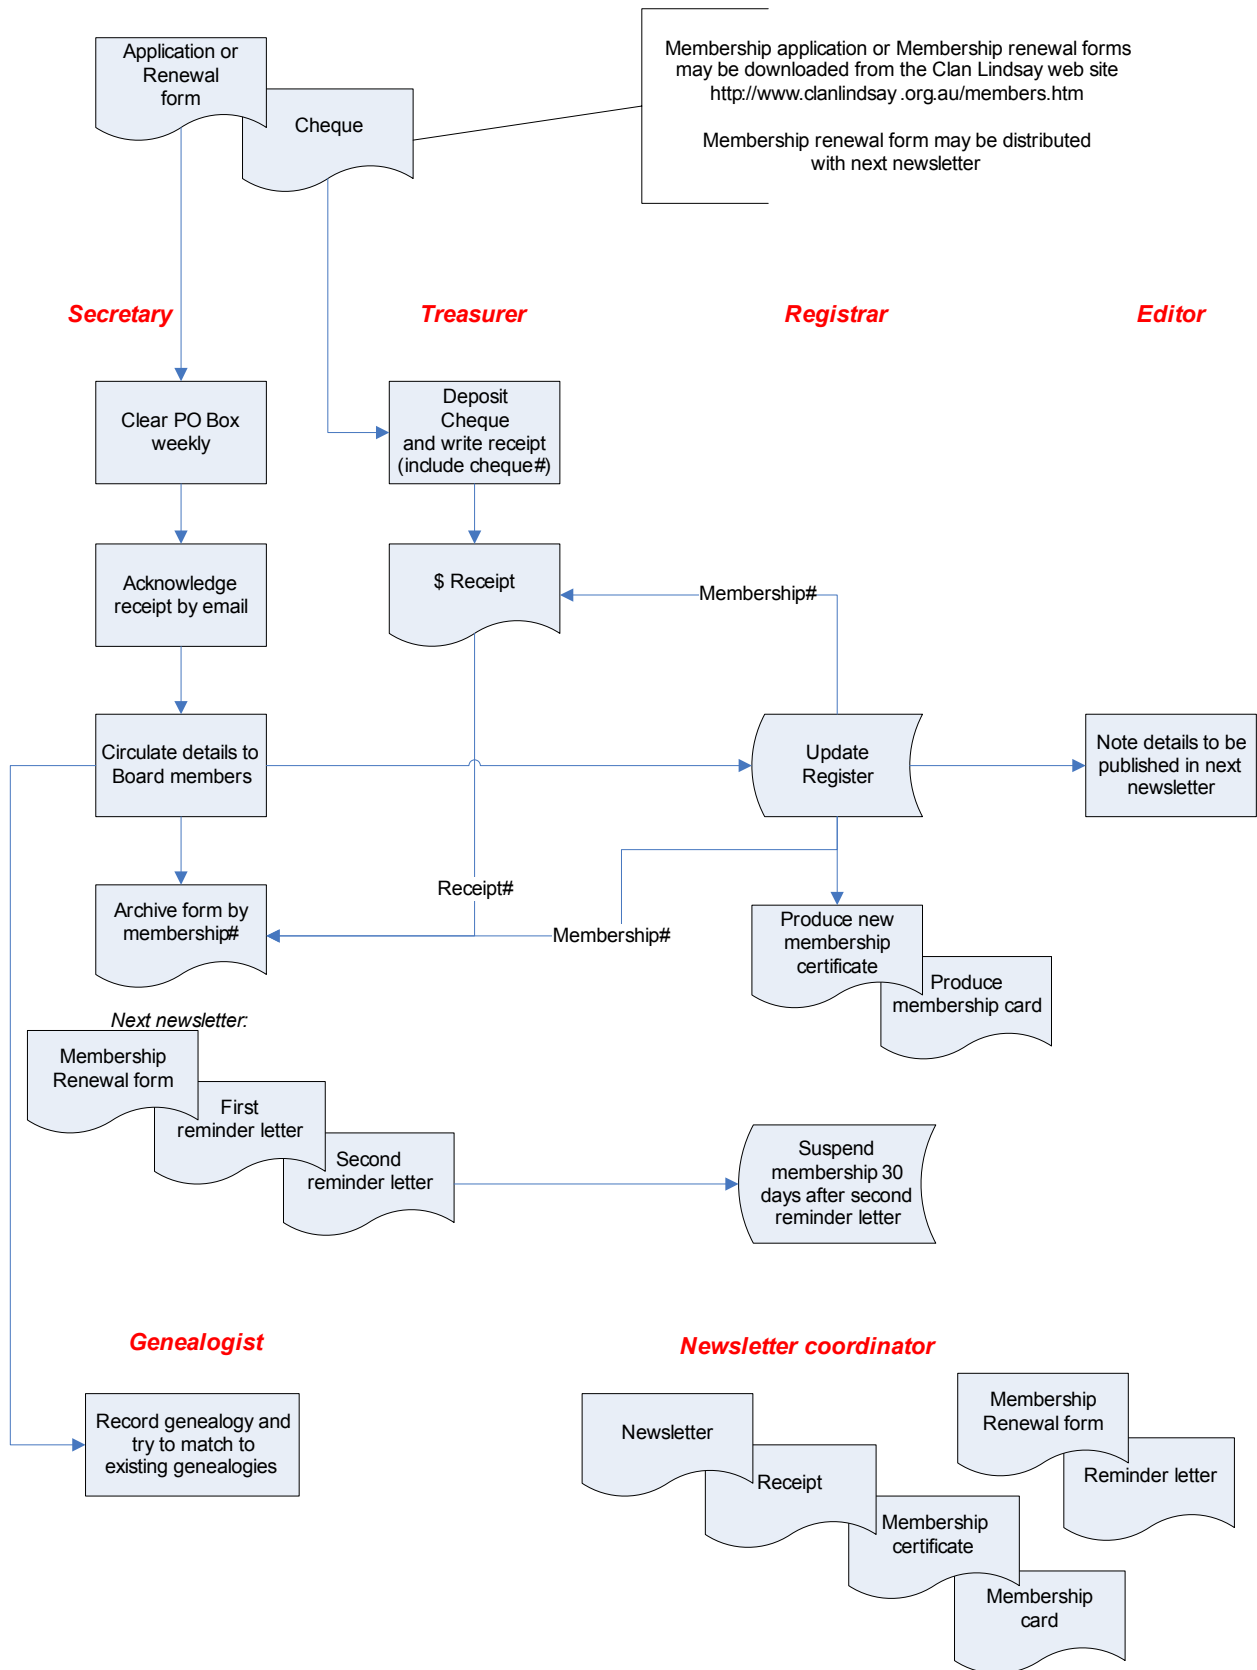 Application or
Renewal
form
Cheque
Membership application or Membership renewal forms
may be downloaded from the Clan Lindsay web site
http://www.clanlindsay.org.au/members.htm
Membership renewal form may be distributed
with next newsletter
Secretary
Treasurer
Registrar
Editor
Clear PO Box
weekly
Deposit
Cheque
and write receipt
(include cheque#)
Acknowledge
receipt by email
$ Receipt
Membership#
Circulate details to
Board members
Update
Register
Note details to be
published in next
newsletter
Receipt#
Archive form by
membership#
Membership#
Produce new
membership
certificate
Produce
membership card
Next newsletter:
Membership
Renewal form
First
reminder letter
Second
reminder letter
Suspend
membership 30
days after second
reminder letter
Genealogist
Newsletter coordinator
Record genealogy and
try to match to
existing genealogies
Newsletter
Receipt
Membership
certificate
Membership
card
Membership
Renewal form
Reminder letter